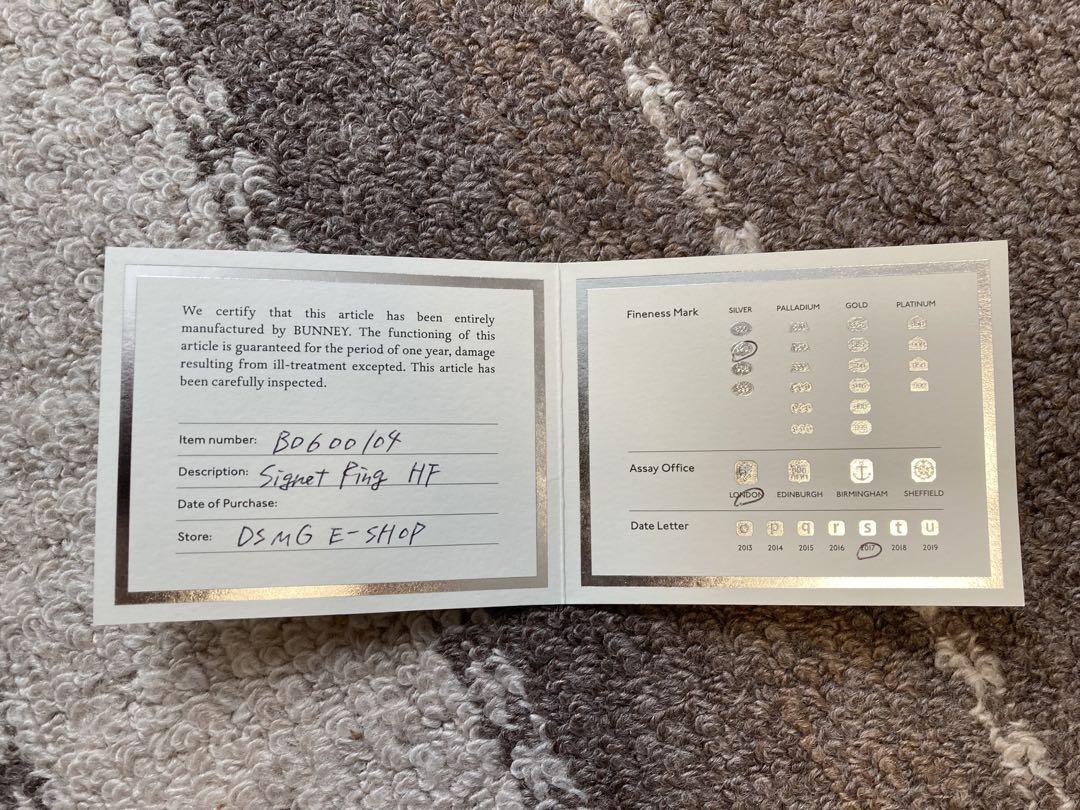 We certify that this article has been entirely
manufactured by BUNNEY. The functioning of this
article is guaranteed for the period of one year, damage
resulting from ill-treatment excepted. This article has
been carefully inspected.
Item number: B0600/04
Description: Signet Ring HF
Date of Purchase:
Store: DSMG E-SHOP
Fineness Mark SILVER PALLADIUM GOLD PLATINUM
Assay Office
LONDON EDINBURGH BIRMINGHAM SHEFFIELD
Date Letter o p q r s t u
2013 2014 2015 2016 2017 2018 2019